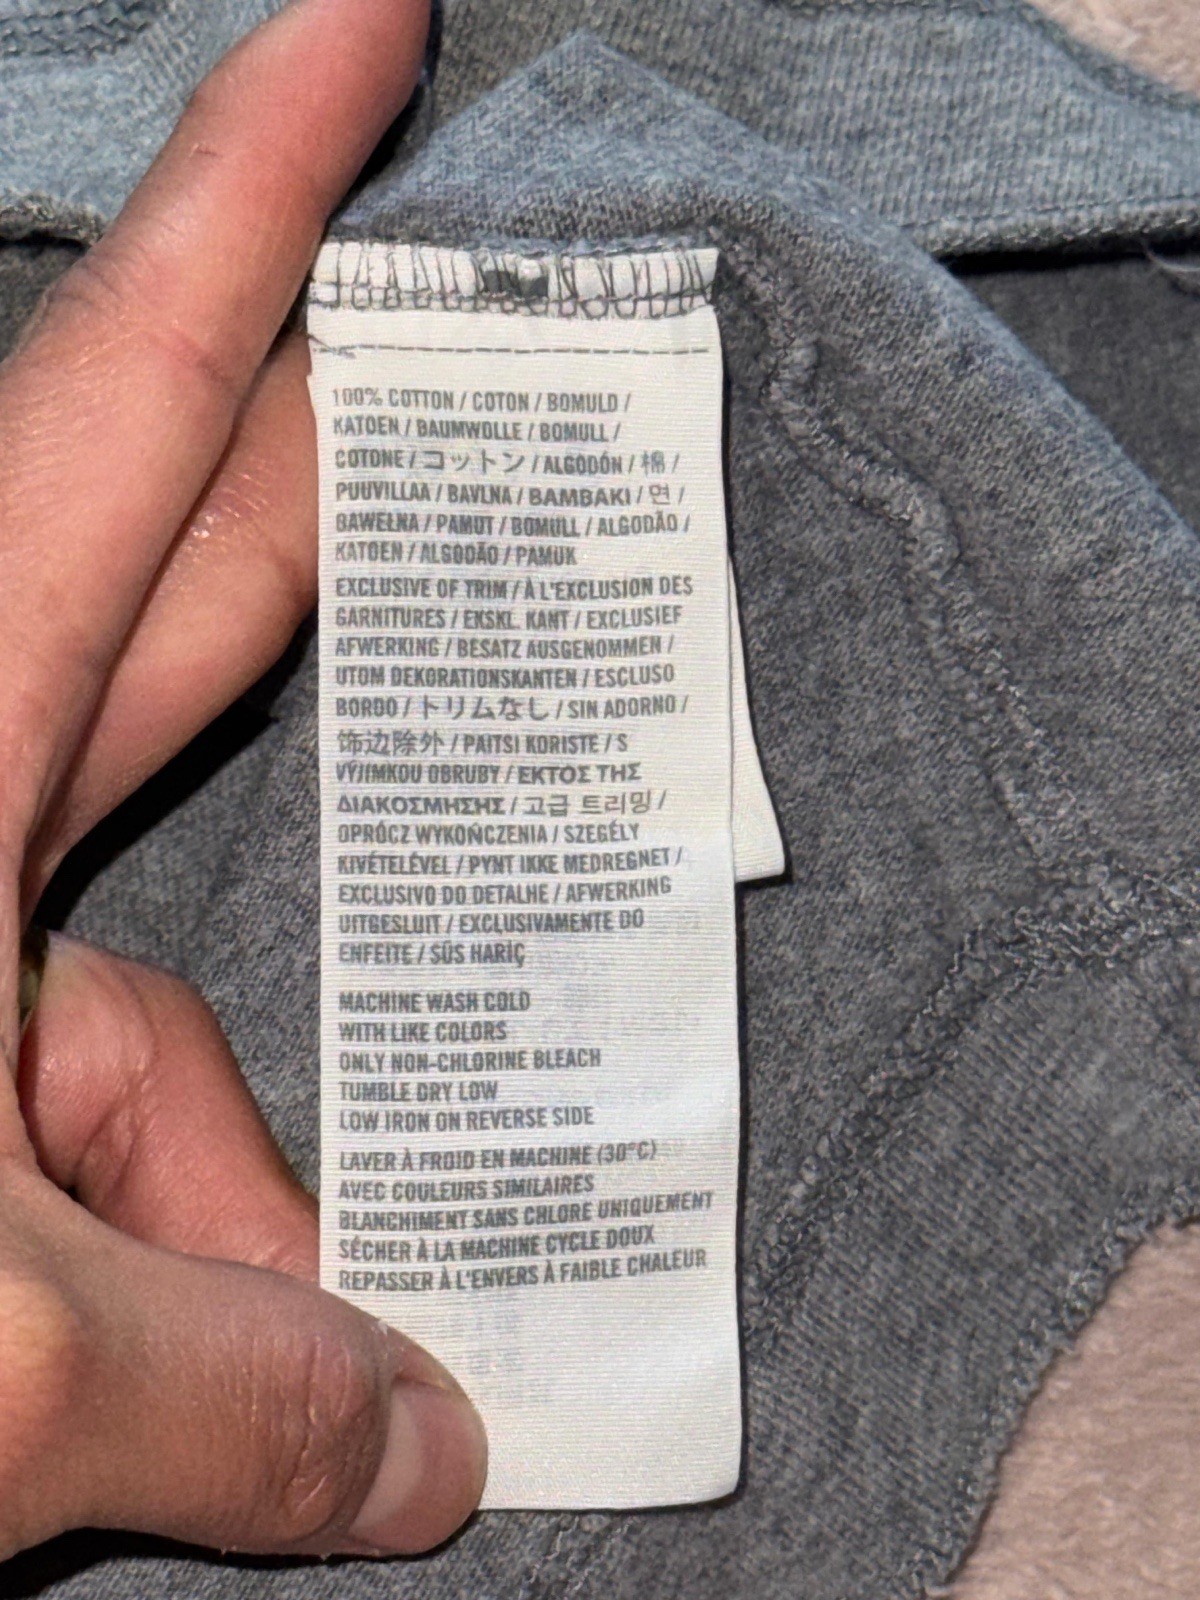 100% COTTON / COTON / BOMULD /
KATOEN / BAUMWOLLE / BOMULL /
COTONE / コットン / ALGODÓN / 棉 /
PUUVILLAA / BAVLNA / BAMBAKI / 면 /
BAWEŁNA / PAMUT / BOMULL / ALGODÃO /
KATOEN / ALGODÃO / PAMUK
EXCLUSIVE OF TRIM / À L'EXCLUSION DES
GARNITURES / EKSKL. KANT / EXCLUSIEF
AFWERKING / BESATZ AUSGENOMMEN /
UTOM DEKORATIONSKANTEN / ESCLUSO
BORDO / トリムなし / SIN ADORNO /
饰边除外 / PAITSI KORISTE / S
VÝJIMKOU OBRUBY / ΕΚΤΟΣ ΤΗΣ
ΔΙΑΚΟΣΜΗΣΗΣ / 고급 트리밍 /
OPRÓCZ WYKOŃCZENIA / SZEGÉLY
KIVÉTELÉVEL / PYNT IKKE MEDREGNET /
EXCLUSIVO DO DETALHE / AFWERKING
UITGESLUIT / EXCLUSIVAMENTE DO
ENFEITE / SÜS HARİÇ
MACHINE WASH COLD
WITH LIKE COLORS
ONLY NON-CHLORINE BLEACH
TUMBLE DRY LOW
LOW IRON ON REVERSE SIDE
LAVER À FROID EN MACHINE (30°C)
AVEC COULEURS SIMILAIRES
BLANCHIMENT SANS CHLORE UNIQUEMENT
SÉCHER À LA MACHINE CYCLE DOUX
REPASSER À L'ENVERS À FAIBLE CHALEUR